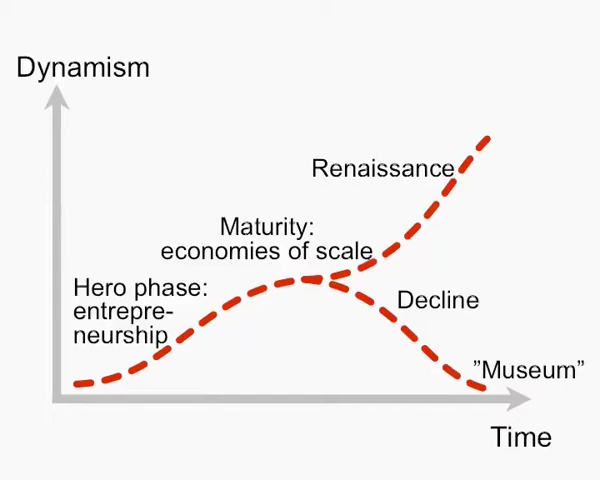 Dynamism
Renaissance
Maturity:
economies of scale
Hero phase:
entrepre-
neurship
Decline
”Museum”
Time